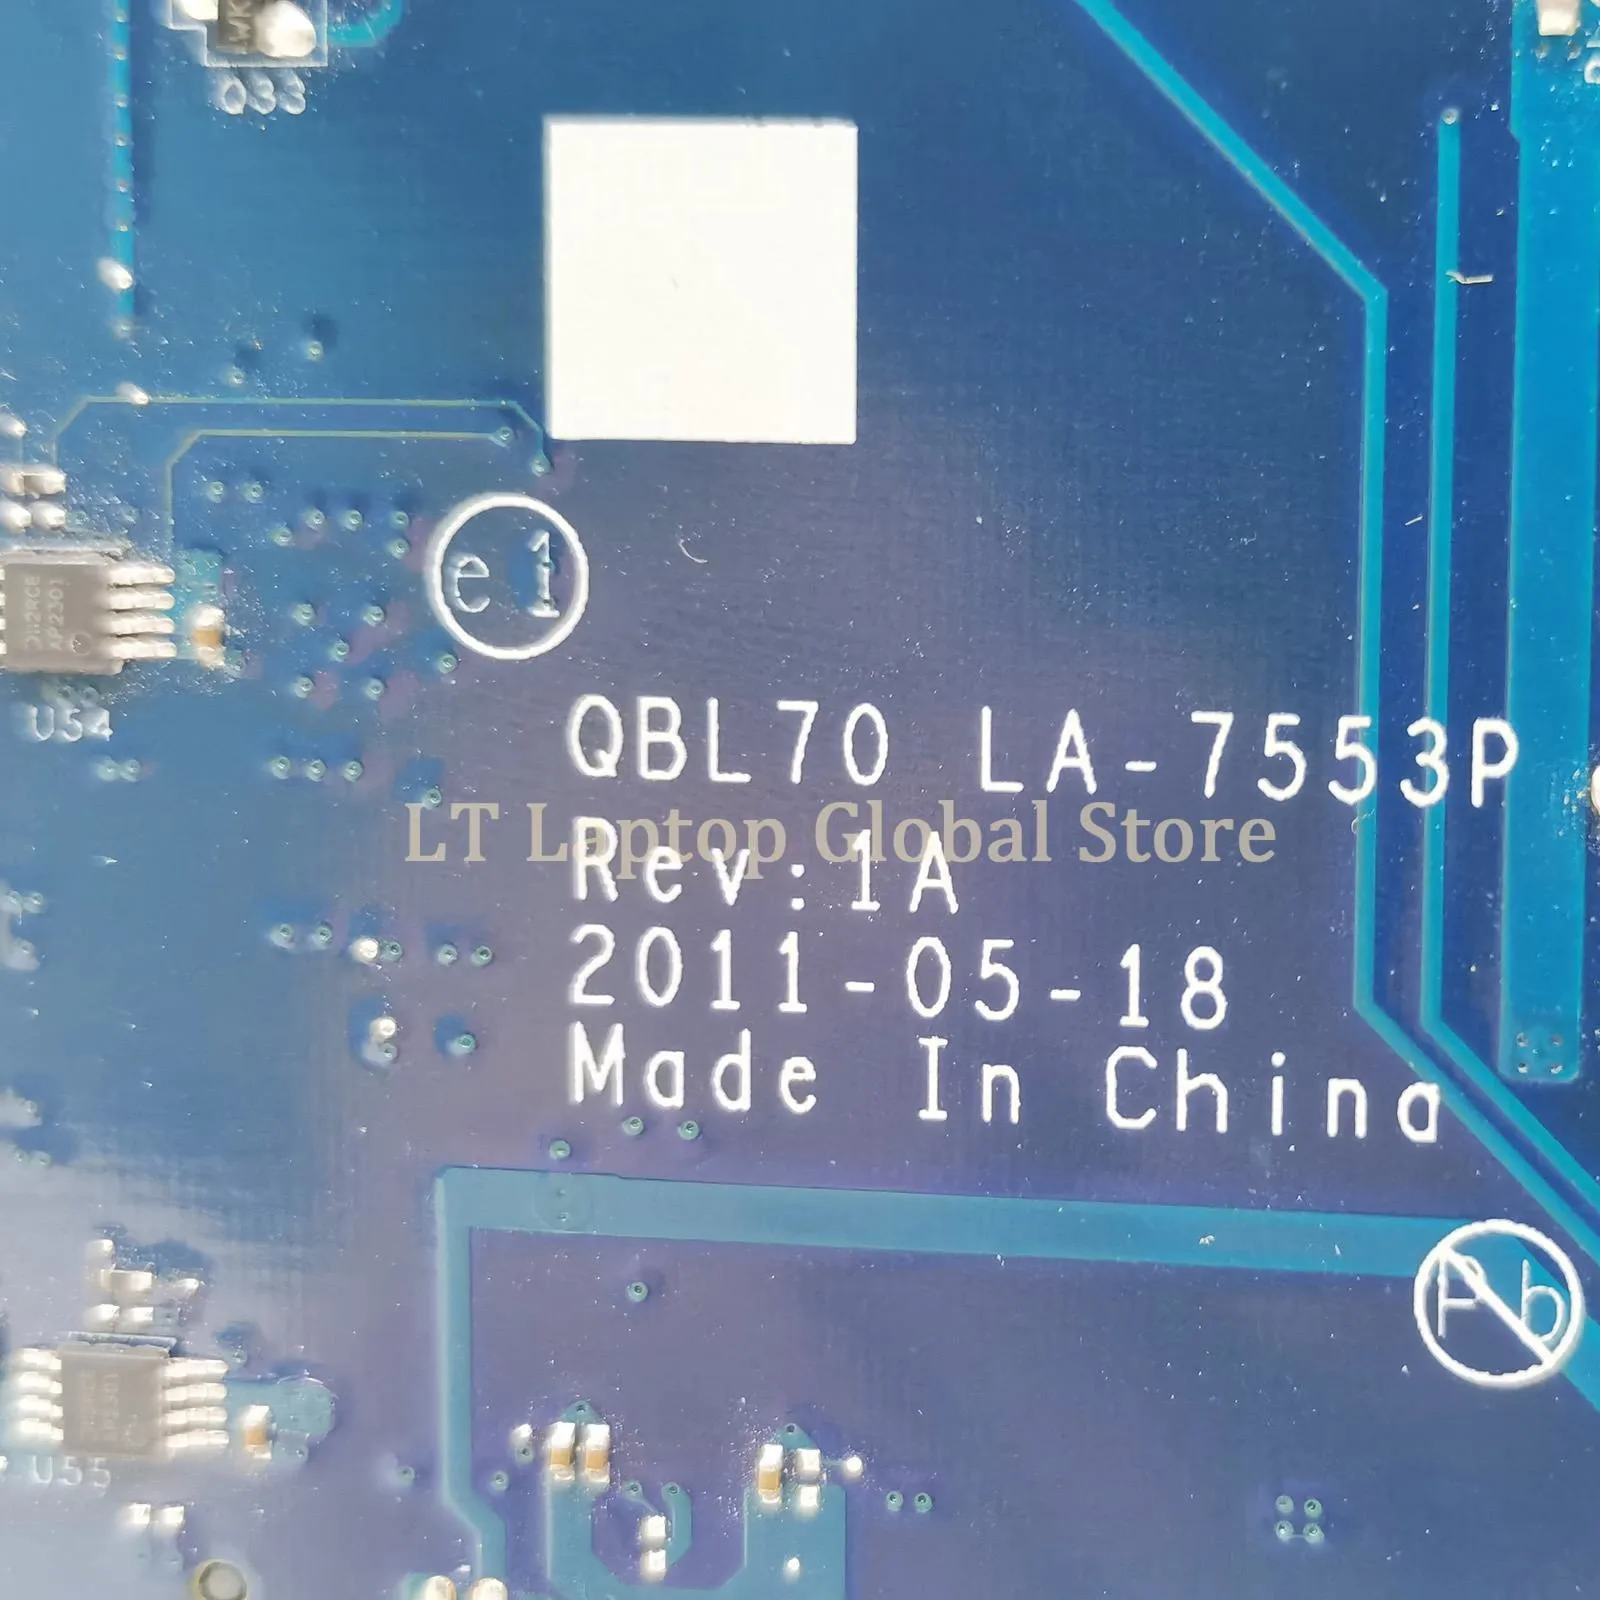 Q33
e1
AP2301
U54
QBL70 LA-7553P
LT Laptop Global Store
Rev:1A
2011-05-18
Made In China
Pb
U55